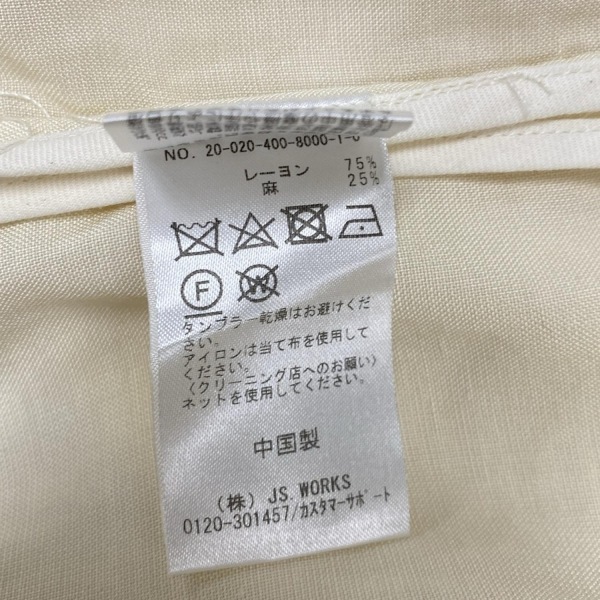 NO. 20-020-400-8000-1-0
レーヨン 75%
麻 25%
F
W
タンブラー乾燥はお避けくだ
さい。
アイロンは当て布を使用して
ください。
(クリーニング店へのお願い)
ネットを使用してください。
中国製
(株) JS. WORKS
0120-301457/カスタマーサポート